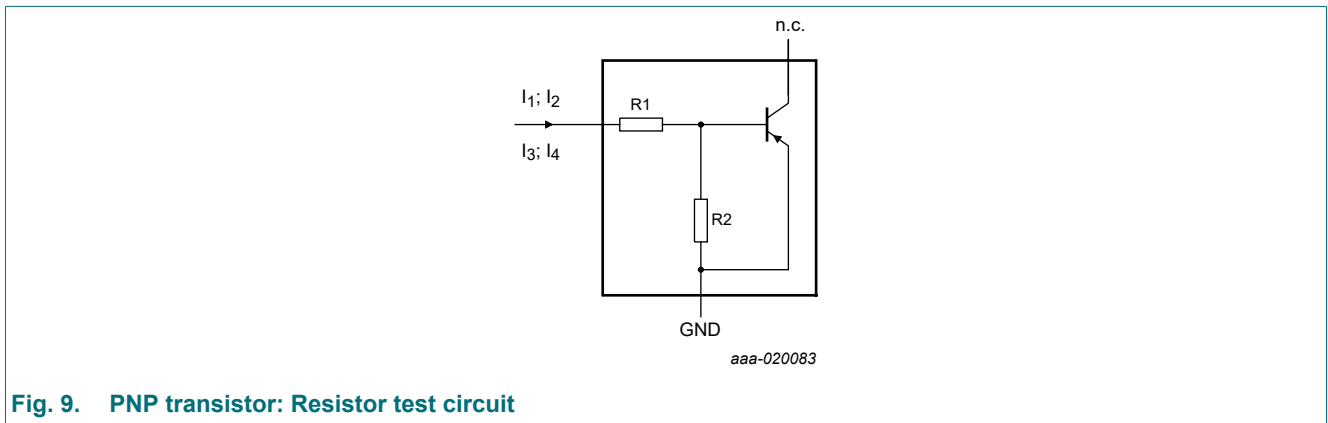 n.c.
I1; I2
R1
I3; I4
R2
GND
aaa-020083
Fig. 9. PNP transistor: Resistor test circuit